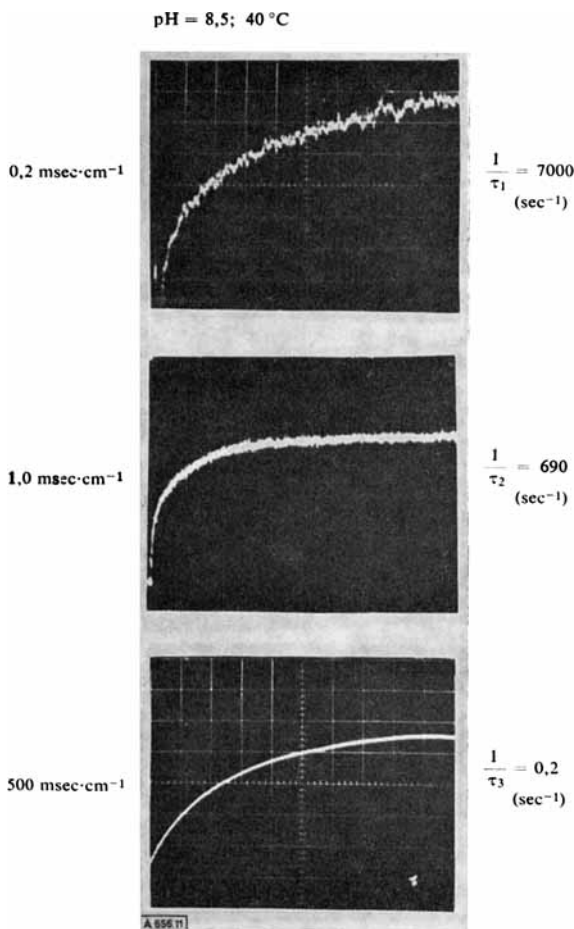 pH = 8,5; 40 °C
0,2 msec·cm⁻¹
1/τ₁ = 7000
(sec⁻¹)
1,0 msec·cm⁻¹
1/τ₂ = 690
(sec⁻¹)
500 msec·cm⁻¹
1/τ₃ = 0,2
(sec⁻¹)
A 656.11